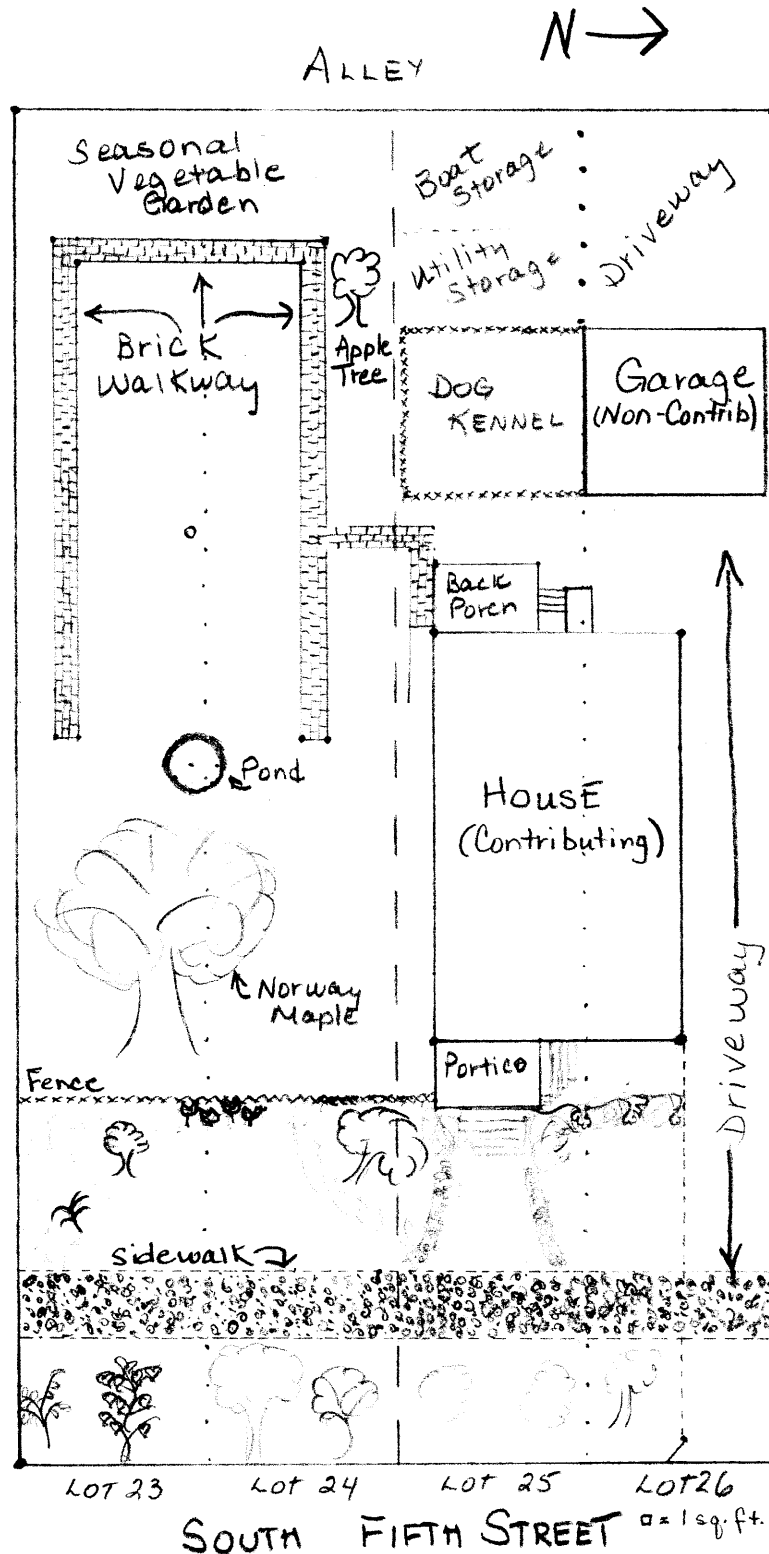 N
ALLEY
Seasonal
Vegetable
Garden
Boat
Storage
Utility
Storage
Driveway
Brick
Walkway
Apple
Tree
DOG
KENNEL
Garage
(Non-Contrib)
Back
Porch
Pond
HOUSE
(Contributing)
Norway
Maple
Portico
Fence
Driveway
sidewalk
LOT 23 LOT 24 LOT 25 LOT 26
SOUTH FIFTH STREET □ = 1 sq. ft.